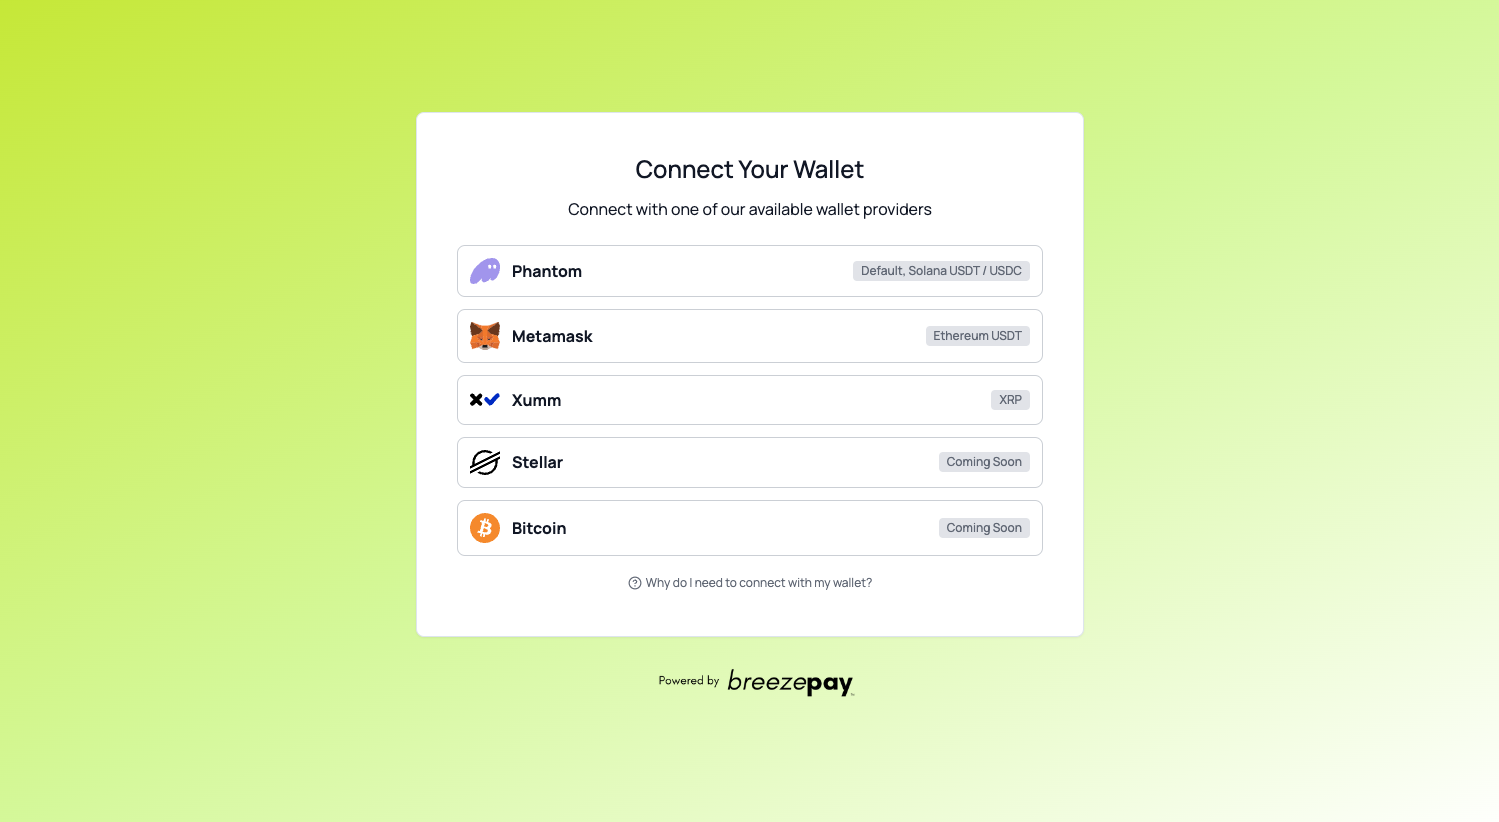 Connect Your Wallet
Connect with one of our available wallet providers
Phantom Default, Solana USDT / USDC
Metamask Ethereum USDT
Xumm XRP
Stellar Coming Soon
Bitcoin Coming Soon
Why do I need to connect with my wallet?
Powered by breezepay